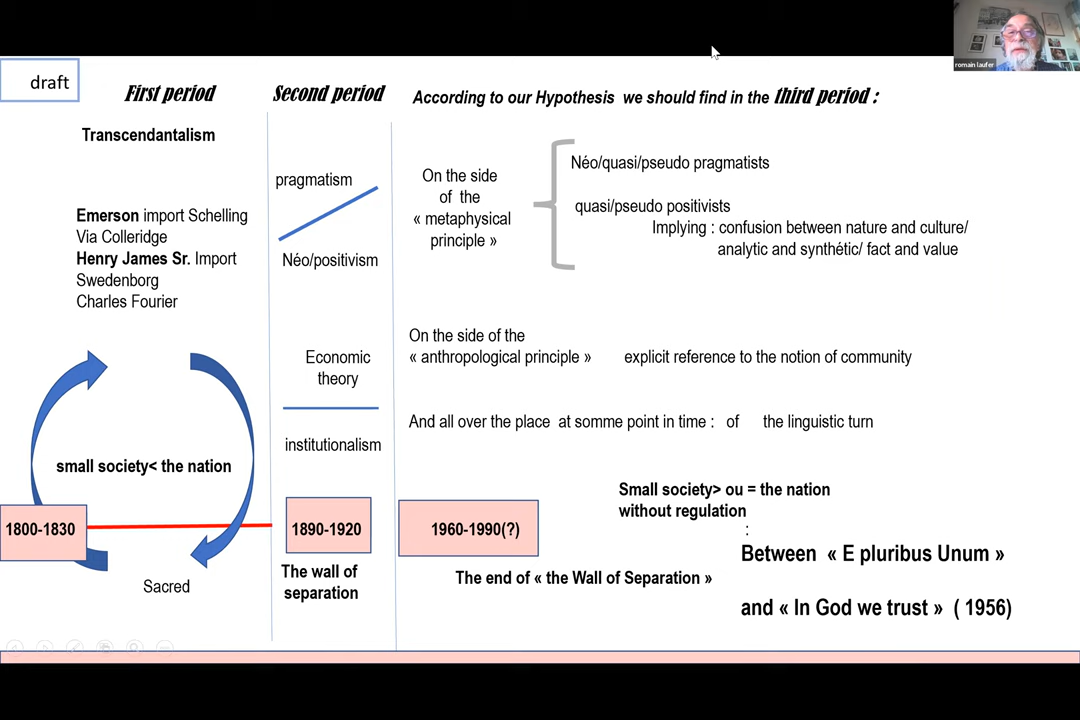 romain laufer
draft
First period
Transcendantalism
Emerson import Schelling
Via Colleridge
Henry James Sr. Import
Swedenborg
Charles Fourier
small society< the nation
1800-1830
Sacred
Second period
pragmatism
Néo/positivism
Economic
theory
institutionalism
1890-1920
The wall of
separation
According to our Hypothesis we should find in the third period :
On the side
of the
« metaphysical
principle »
Néo/quasi/pseudo pragmatists
quasi/pseudo positivists
Implying : confusion between nature and culture/
analytic and synthétic/ fact and value
On the side of the
« anthropological principle » explicit reference to the notion of community
And all over the place at somme point in time : of the linguistic turn
1960-1990(?)
Small society> ou = the nation
without regulation
:
The end of « the Wall of Separation »
Between « E pluribus Unum »
and « In God we trust » ( 1956)